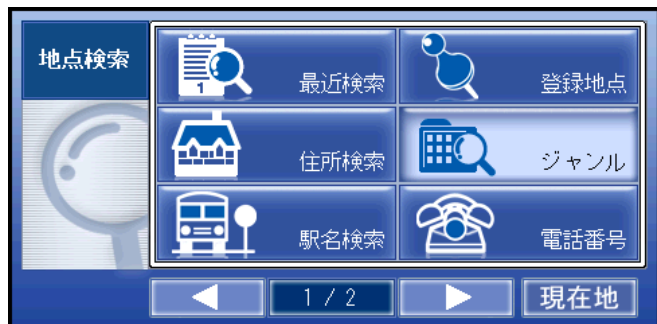 地点検索
最近検索
登録地点
1
住所検索
ジャンル
駅名検索
電話番号
1 / 2
現在地